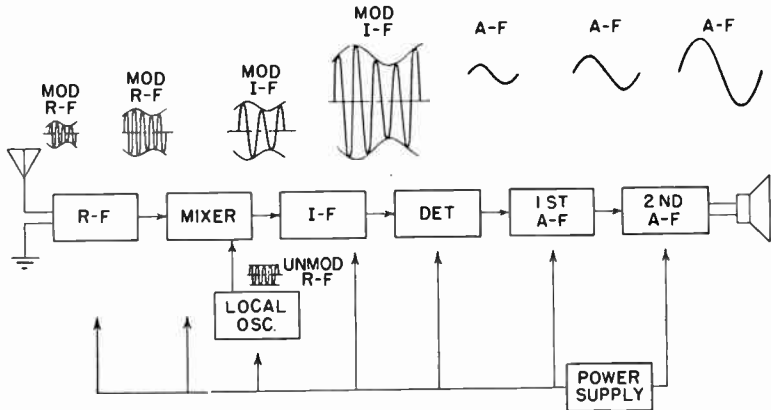 MOD
R-F
MOD
R-F
MOD
I-F
MOD
I-F
A-F
A-F
A-F
R-F
MIXER
I-F
DET
1ST
A-F
2ND
A-F
UNMOD
R-F
LOCAL
OSC.
POWER
SUPPLY